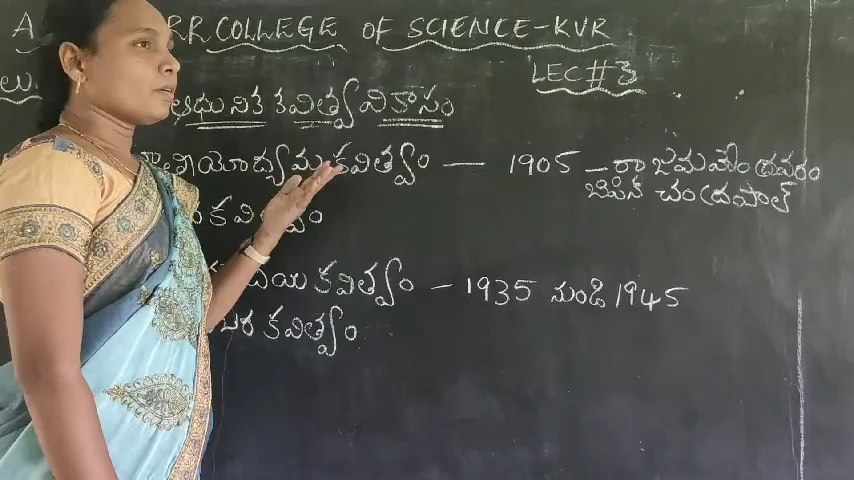 A RR COLLEGE OF SCIENCE-KVR
LEC # 3
లు
ఆధునిక కవిత్వ వికాసం
కవిత్వం — 1905 – రాజమహేంద్రవరం
బిపిన్ చంద్రపాల్
కవిత్వం
కవిత్వం – 1935 నుండి 1945
కవిత్వం